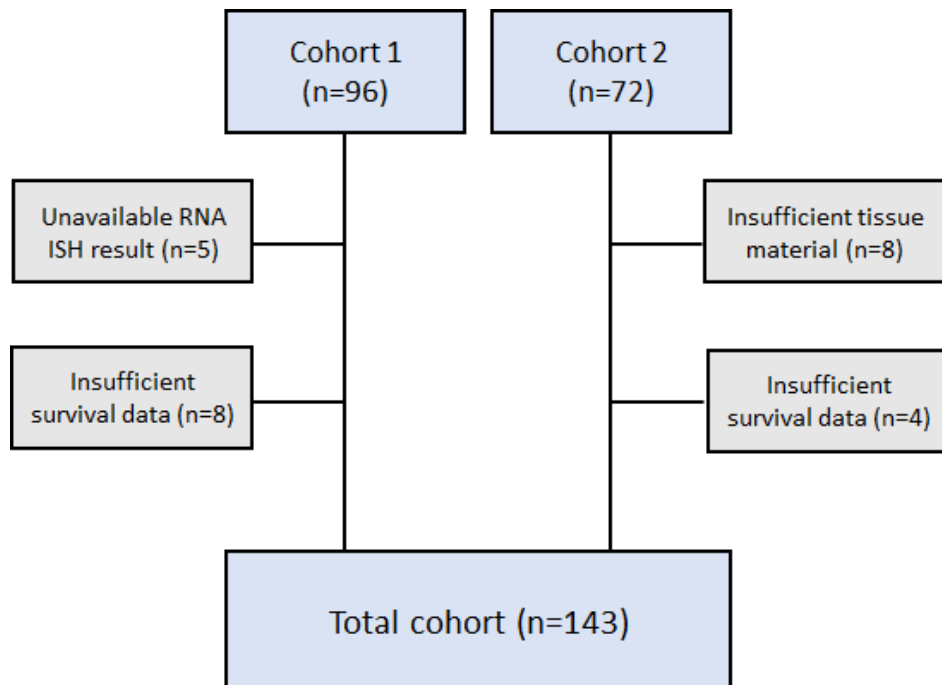 Cohort 1
(n=96)
Cohort 2
(n=72)
Unavailable RNA
ISH result (n=5)
Insufficient tissue
material (n=8)
Insufficient
survival data (n=8)
Insufficient
survival data (n=4)
Total cohort (n=143)